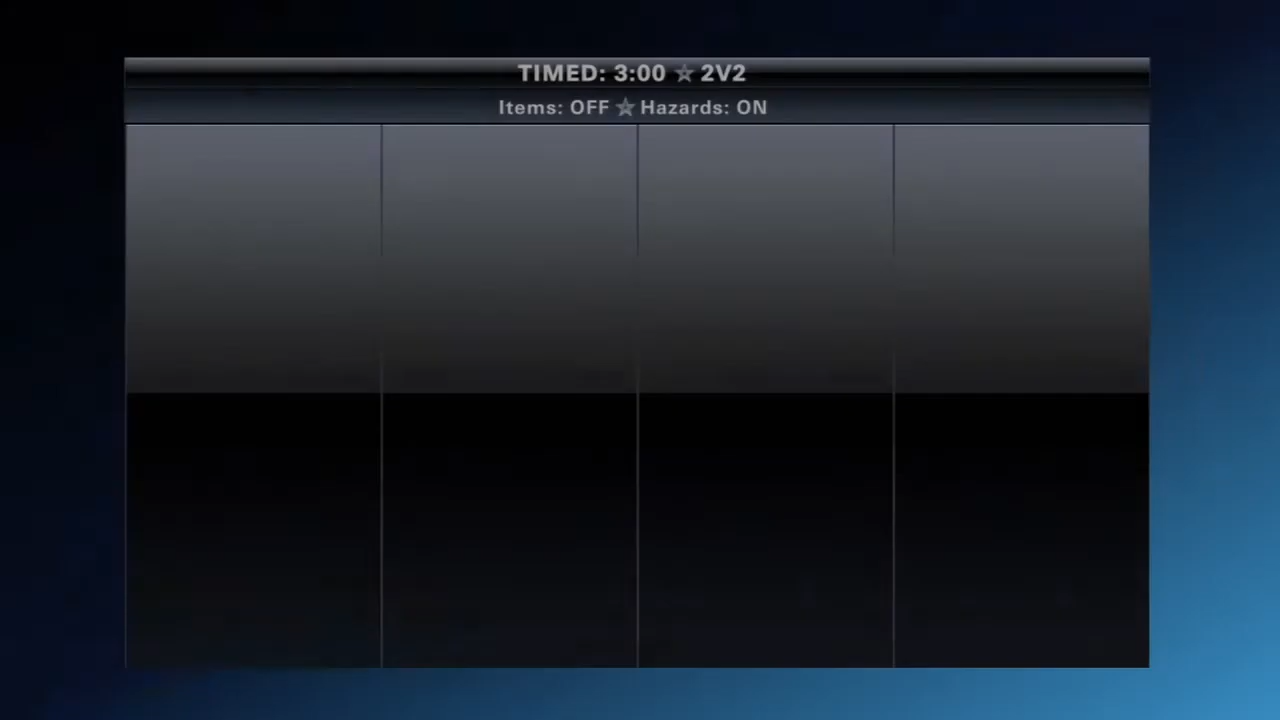 TIMED: 3:00 ★ 2V2
Items: OFF ★ Hazards: ON